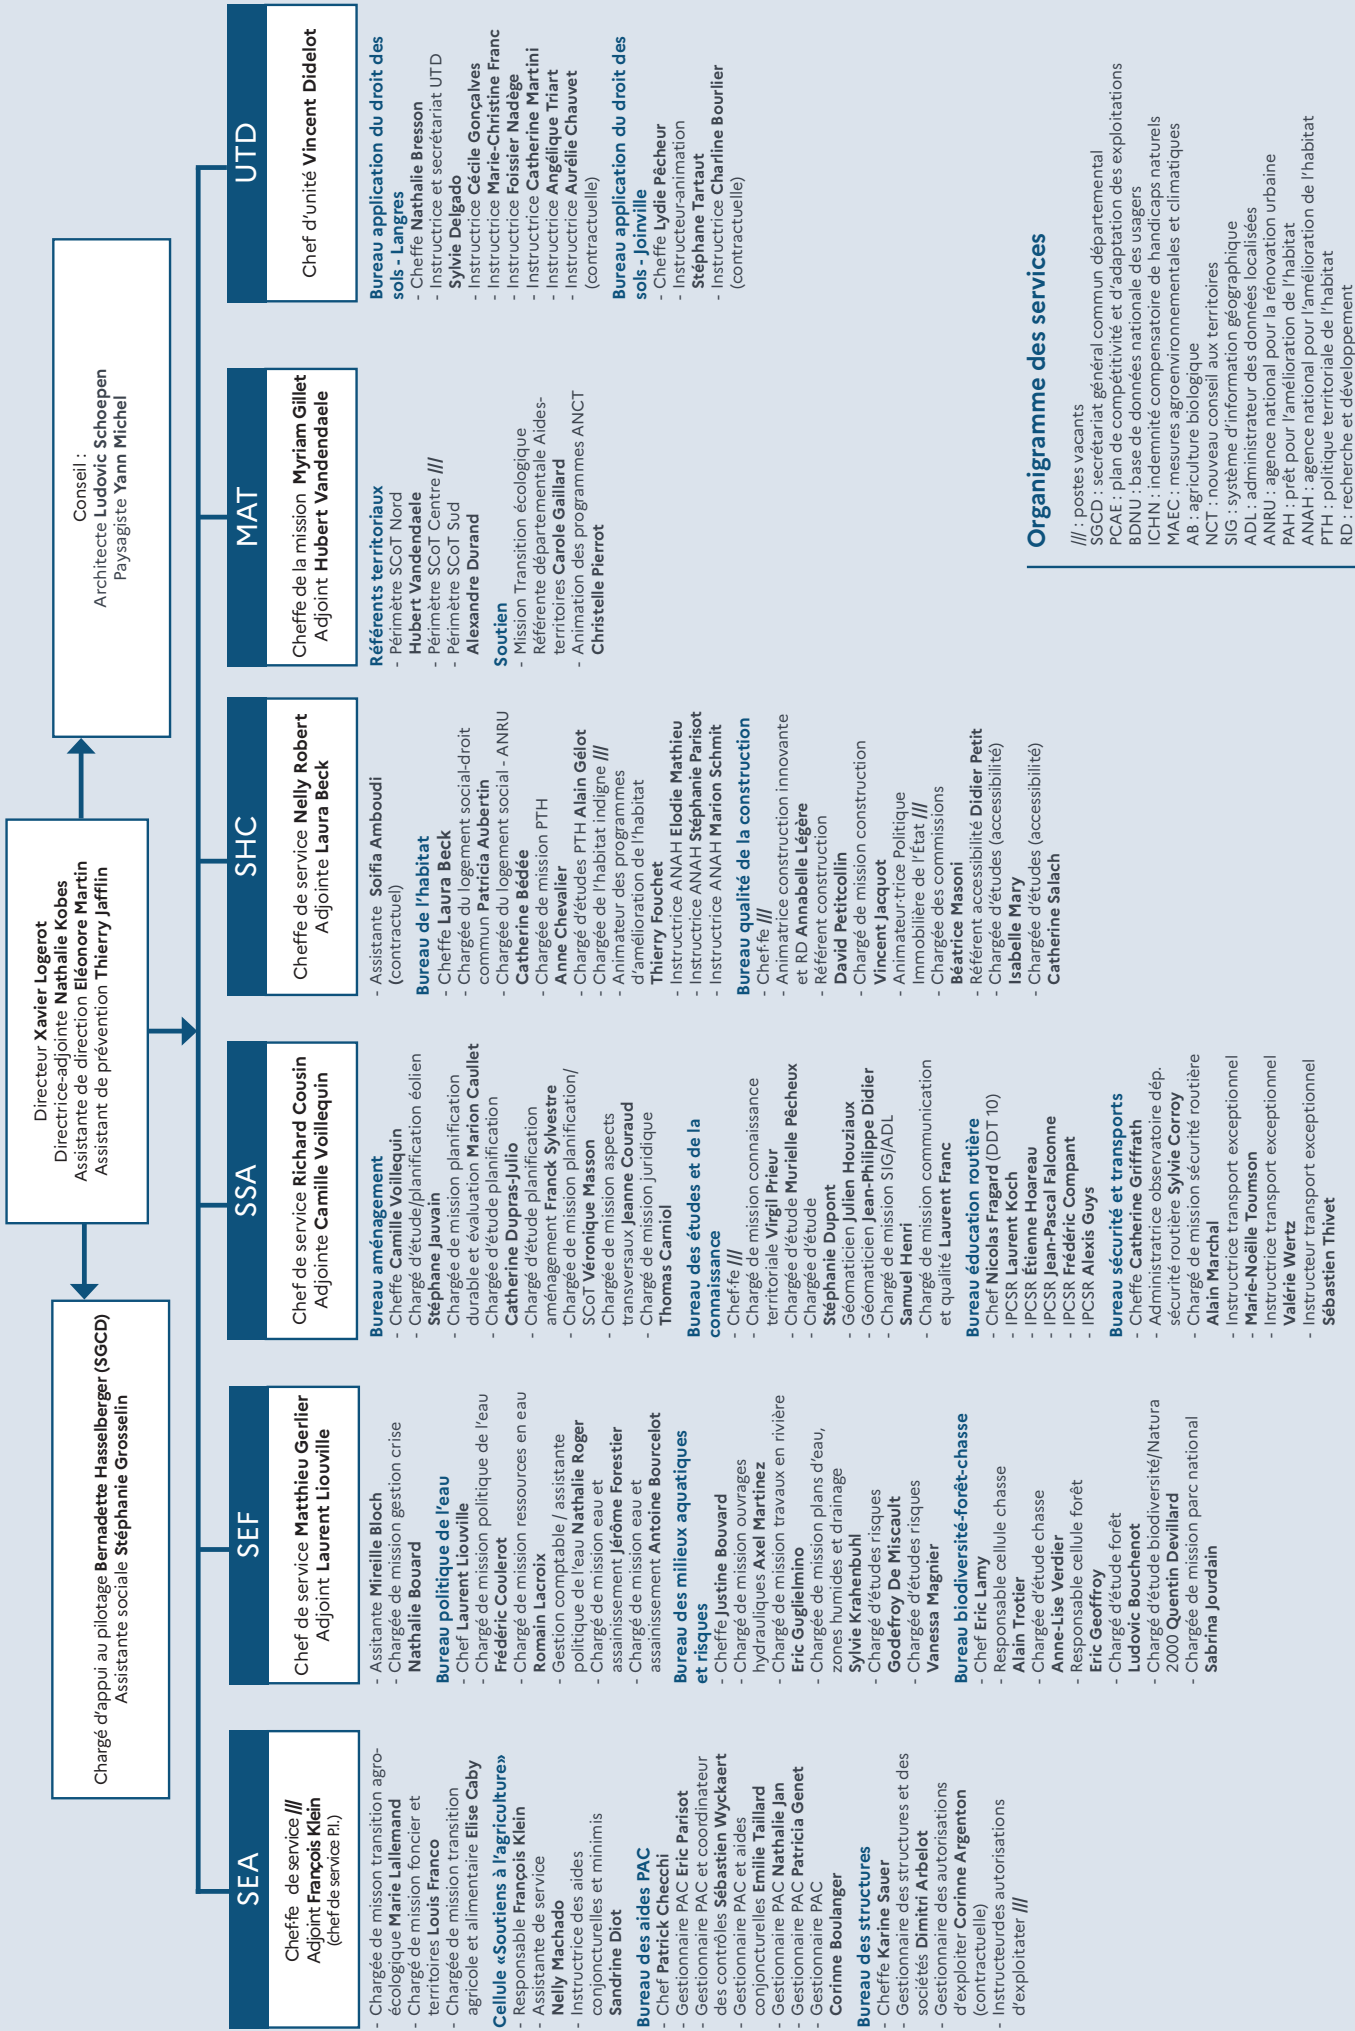 Directeur Xavier Logerot
Directrice-adjointe Nathalie Kobes
Assistante de direction Eléonore Martin
Assistant de prévention Thierry Jafflin
Chargé d'appui au pilotage Bernadette Hasselberger (SGCD)
Assistante sociale Stéphanie Grosselin
Conseil :
Architecte Ludovic Schoepen
Paysagiste Yann Michel
SEA
Cheffe de service ///
Adjoint François Klein
(chef de service P.I.)
- Chargée de misson transition agro-
écologique Marie Lallemand
- Chargé de mission foncier et
territoires Louis Franco
- Chargée de mission transition
agricole et alimentaire Elise Caby
Cellule «Soutiens à l'agriculture»
- Responsable François Klein
- Assistante de service
Nelly Machado
- Instructrice des aides
conjoncturelles et minimis
Sandrine Diot
Bureau des aides PAC
- Chef Patrick Checchi
- Gestionnaire PAC Eric Parisot
- Gestionnaire PAC et coordinateur
des contrôles Sébastien Wyckaert
- Gestionnaire PAC et aides
conjoncturelles Emilie Taillard
- Gestionnaire PAC Nathalie Jan
- Gestionnaire PAC Patricia Genet
- Gestionnaire PAC
Corinne Boulanger
Bureau des structures
- Cheffe Karine Sauer
- Gestionnaire des structures et des
sociétés Dimitri Arbelot
- Gestionnaire des autorisations
d'exploiter Corinne Argenton
(contractuelle)
- Instructeur des autorisations
d'exploitater ///
SEF
Chef de service Matthieu Gerlier
Adjoint Laurent Liouville
- Assitante Mireille Bloch
- Chargée de mission gestion crise
Nathalie Bouard
Bureau politique de l'eau
- Chef Laurent Liouville
- Chargé de mission politique de l'eau
Frédéric Coulerot
- Chargé de mission ressources en eau
Romain Lacroix
- Gestion comptable / assistante
politique de l'eau Nathalie Roger
- Chargé de mission eau et
assainissement Jérôme Forestier
- Chargé de mission eau et
assainissement Antoine Bourcelot
Bureau des milieux aquatiques
et risques
- Cheffe Justine Bouvard
- Chargé de mission ouvrages
hydrauliques Axel Martinez
- Chargé de mission travaux en rivière
Eric Guglielmino
- Chargée de mission plans d'eau,
zones humides et drainage
Sylvie Krahenbuhl
- Chargé d'études risques
Godefroy De Miscault
- Chargée d'études risques
Vanessa Magnier
Bureau biodiversité-forêt-chasse
- Chef Eric Lamy
- Responsable cellule chasse
Alain Trotier
- Chargée d'étude chasse
Anne-Lise Verdier
- Responsable cellule forêt
Eric Geoffroy
- Chargé d'étude forêt
Ludovic Bouchenot
- Chargé d'étude biodiversité/Natura
2000 Quentin Devillard
- Chargée de mission parc national
Sabrina Jourdain
SSA
Chef de service Richard Cousin
Adjointe Camille Voillequin
Bureau aménagement
- Cheffe Camille Voillequin
- Chargé d'étude/planification éolien
Stéphane Jauvain
- Chargée de mission planification
durable et évaluation Marion Caullet
- Chargée d'étude planification
Catherine Dupras-Julio
- Chargé d'étude planification
aménagement Franck Sylvestre
- Chargée de mission planification/
SCoT Véronique Masson
- Chargée de mission aspects
transversaux Jeanne Couraud
- Chargé de mission juridique
Thomas Carniol
Bureau des études et de la
connaissance
- Chef·fe ///
- Chargé de mission connaissance
territoriale Virgil Prieur
- Chargée d'étude Murielle Pêcheux
- Chargée d'étude
Stéphanie Dupont
- Géomaticien Julien Houziaux
- Géomaticien Jean-Philippe Didier
- Chargé de mission SIG/ADL
Samuel Henri
- Chargé de mission communication
et qualité Laurent Franc
Bureau éducation routière
- Chef Nicolas Fragard (DDT 10)
- IPCSR Laurent Koch
- IPCSR Étienne Hoareau
- IPCSR Jean-Pascal Falconne
- IPCSR Frédéric Compant
- IPCSR Alexis Guys
Bureau sécurité et transports
- Cheffe Catherine Griffrath
- Administratrice observatoire dép.
sécurité routière Sylvie Corroy
- Chargé de mission sécurité routière
Alain Marchal
- Instructrice transport exceptionnel
Marie-Noëlle Toumson
- Instructrice transport exceptionnel
Valérie Wertz
- Instructeur transport exceptionnel
Sébastien Thivet
SHC
Cheffe de service Nelly Robert
Adjointe Laura Beck
- Assistante Soifia Amboudi
(contractuel)
Bureau de l'habitat
- Cheffe Laura Beck
- Chargée du logement social-droit
commun Patricia Aubertin
- Chargée du logement social - ANRU
Catherine Bédée
- Chargée de mission PTH
Anne Chevalier
- Chargé d'études PTH Alain Gélot
- Chargée de l'habitat indigne ///
- Animateur des programmes
d'amélioration de l'habitat
Thierry Fouchet
- Instructrice ANAH Elodie Mathieu
- Instructrice ANAH Stéphanie Parisot
- Instructrice ANAH Marion Schmit
Bureau qualité de la construction
- Chef·fe ///
- Animatrice construction innovante
et RD Annabelle Légère
- Référent construction
David Petitcollin
- Chargé de mission construction
Vincent Jacquot
- Animateur·trice Politique
Immobilière de l'État ///
- Chargée des commissions
Béatrice Masoni
- Référent accessibilité Didier Petit
- Chargée d'études (accessibilité)
Isabelle Mary
- Chargée d'études (accessibilité)
Catherine Salach
MAT
Cheffe de la mission Myriam Gillet
Adjoint Hubert Vandendaele
Référents territoriaux
- Périmètre SCoT Nord
Hubert Vandendaele
- Périmètre SCoT Centre ///
- Périmètre SCoT Sud
Alexandre Durand
Soutien
- Mission Transition écologique
Référente départementale Aides-
territoires Carole Gaillard
- Animation des programmes ANCT
Christelle Pierrot
UTD
Chef d'unité Vincent Didelot
Bureau application du droit des
sols - Langres
- Cheffe Nathalie Bresson
- Instructrice et secrétariat UTD
Sylvie Delgado
- Instructrice Cécile Gonçalves
- Instructrice Marie-Christine Franc
- Instructrice Foissier Nadège
- Instructrice Catherine Martini
- Instructrice Angélique Triart
- Instructrice Aurélie Chauvet
(contractuelle)
Bureau application du droit des
sols - Joinville
- Cheffe Lydie Pêcheur
- Instructeur-animation
Stéphane Tartaut
- Instructrice Charline Bourlier
(contractuelle)
Organigramme des services
/// : postes vacants
SGCD : secrétariat général commun départemental
PCAE : plan de compétitivité et d'adaptation des exploitations
BDNU : base de données nationale des usagers
ICHN : indemnité compensatoire de handicaps naturels
MAEC : mesures agroenvironnementales et climatiques
AB : agriculture biologique
NCT : nouveau conseil aux territoires
SIG : système d'information géographique
ADL : administrateur des données localisées
ANRU : agence national pour la rénovation urbaine
PAH : prêt pour l'amélioration de l'habitat
ANAH : agence national pour l'amélioration de l'habitat
PTH : politique territoriale de l'habitat
RD : recherche et développement